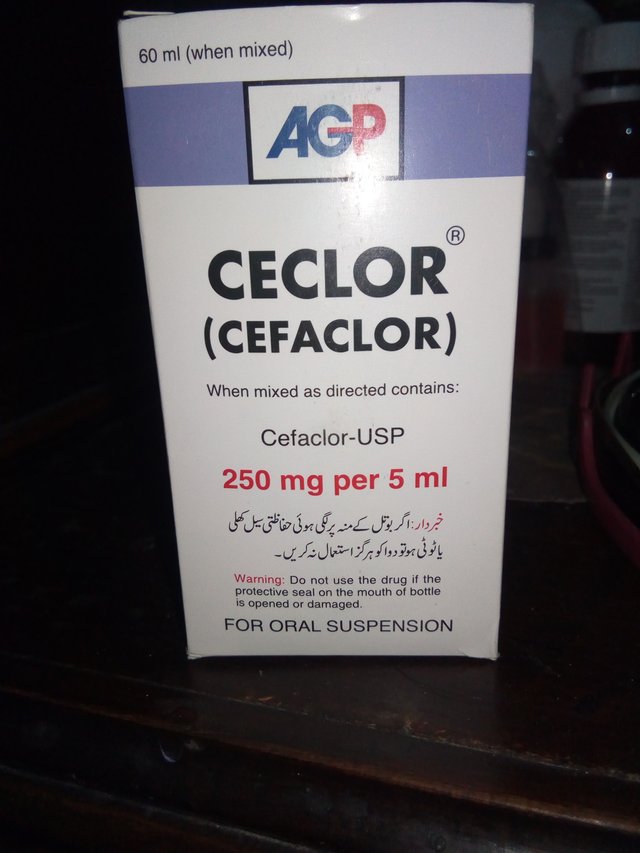 60 ml (when mixed)
AGP
CECLOR®
(CEFACLOR)
When mixed as directed contains:
Cefaclor-USP
250 mg per 5 ml
خبردار: اگر بوتل کے منہ پر لگی ہوئی حفاظتی سیل کھلی
یا ٹوٹی ہو تو دوا کو ہرگز استعمال نہ کریں۔
Warning: Do not use the drug if the
protective seal on the mouth of bottle
is opened or damaged.
FOR ORAL SUSPENSION